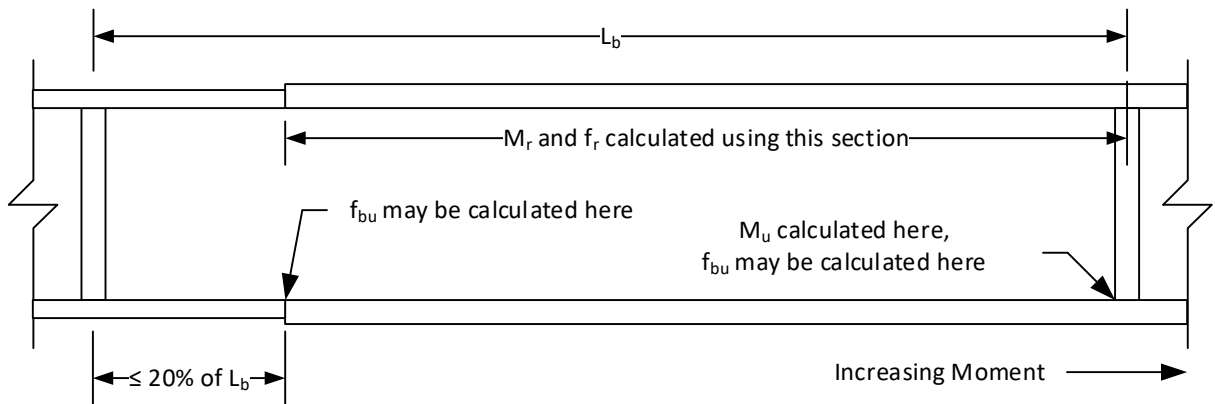 L_b
M_r and f_r calculated using this section
f_bu may be calculated here
M_u calculated here,
f_bu may be calculated here
≤ 20% of L_b
Increasing Moment